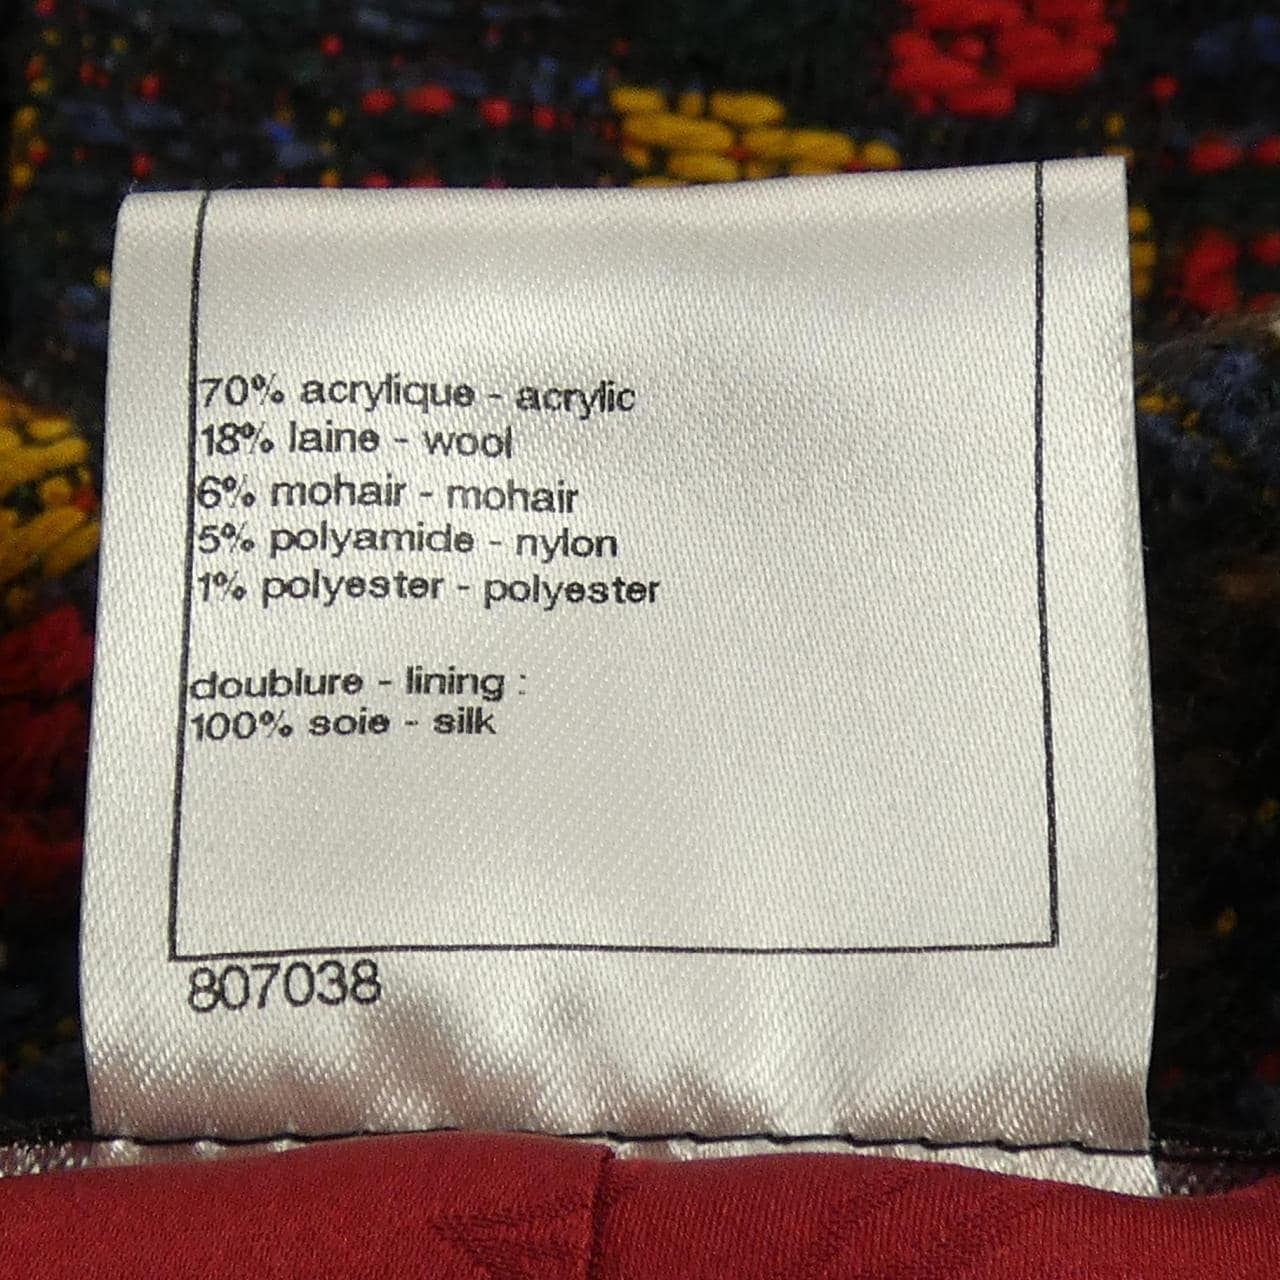 70% acrylique - acrylic
18% laine - wool
6% mohair - mohair
5% polyamide - nylon
1% polyester - polyester
doublure - lining :
100% soie - silk
807038